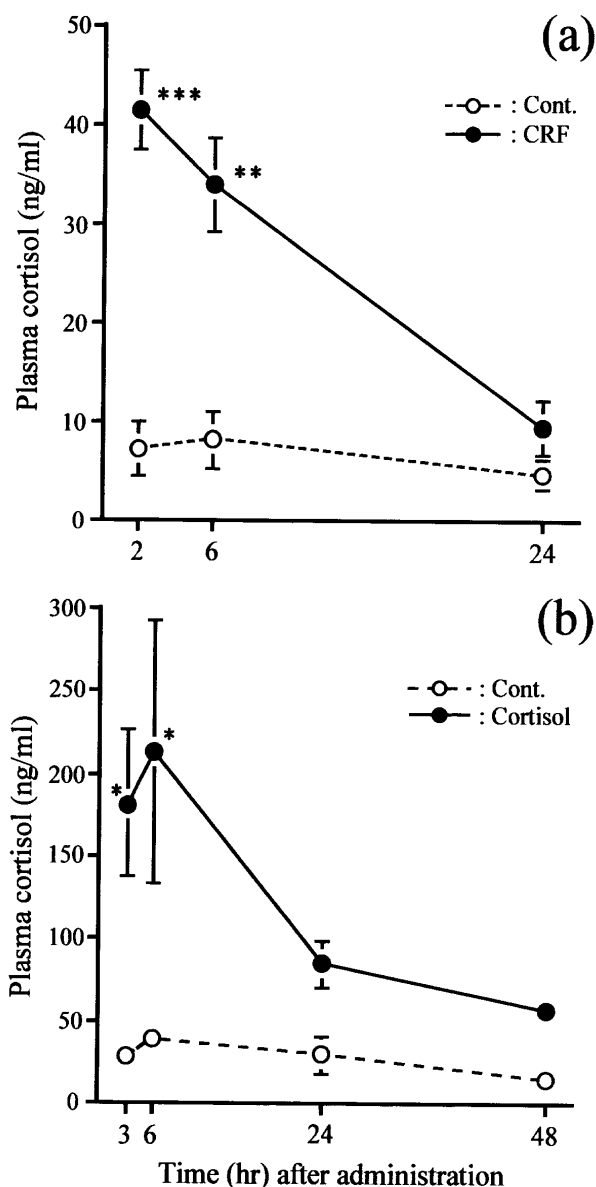 (a)
50
40
30
20
10
0
Plasma cortisol (ng/ml)
***
**
: Cont.
: CRF
2 6 24
(b)
300
250
200
150
100
50
0
Plasma cortisol (ng/ml)
*
*
: Cont.
: Cortisol
3 6 24 48
Time (hr) after administration